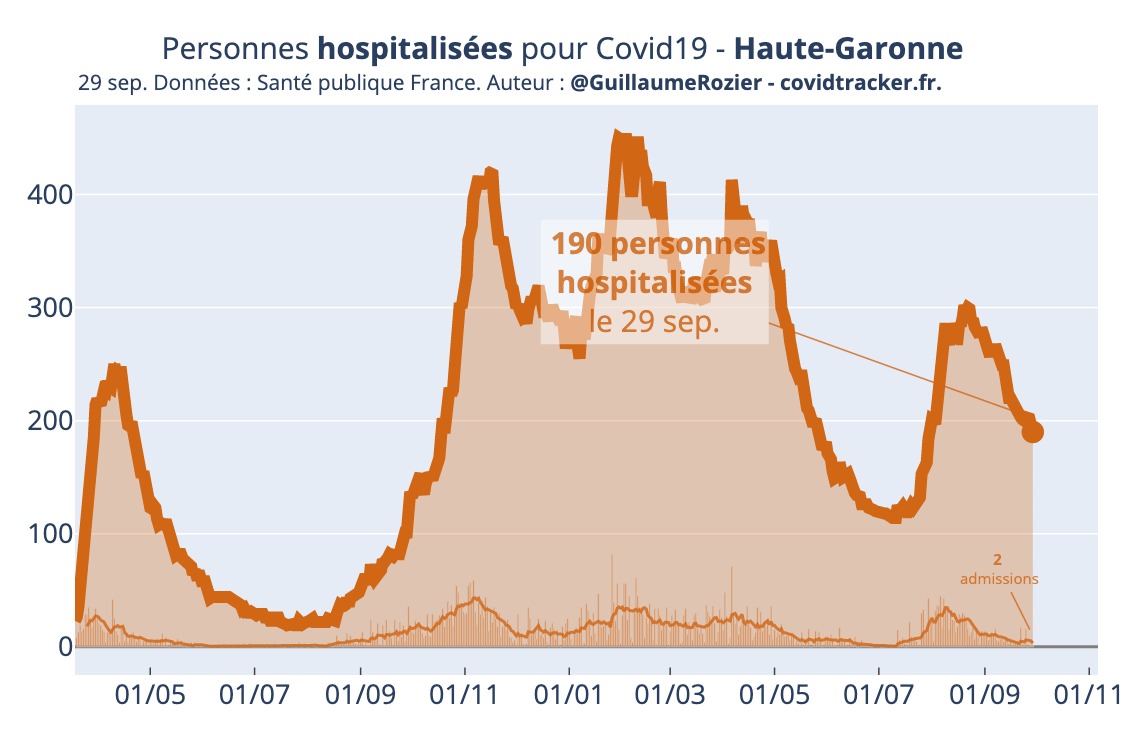 Personnes hospitalisées pour Covid19 - Haute-Garonne
29 sep. Données : Santé publique France. Auteur : @GuillaumeRozier - covidtracker.fr.
400
300
200
100
0
190 personnes
hospitalisées
le 29 sep.
2
admissions
01/05 01/07 01/09 01/11 01/01 01/03 01/05 01/07 01/09 01/11